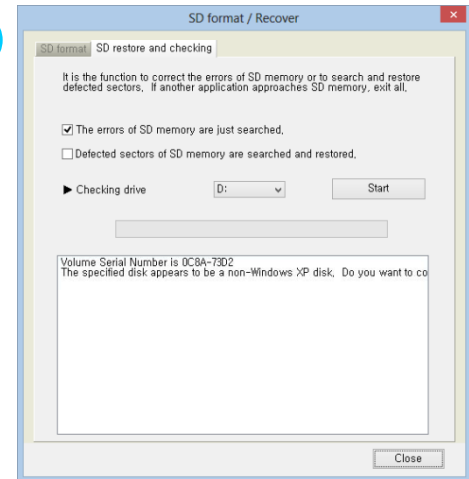 SD format / Recover
SD format SD restore and checking
It is the function to correct the errors of SD memory or to search and restore
defected sectors, If another application approaches SD memory, exit all,
The errors of SD memory are just searched,
Defected sectors of SD memory are searched and restored,
▶ Checking drive D: Start
Volume Serial Number is 0C8A-73D2
The specified disk appears to be a non-Windows XP disk, Do you want to co
Close